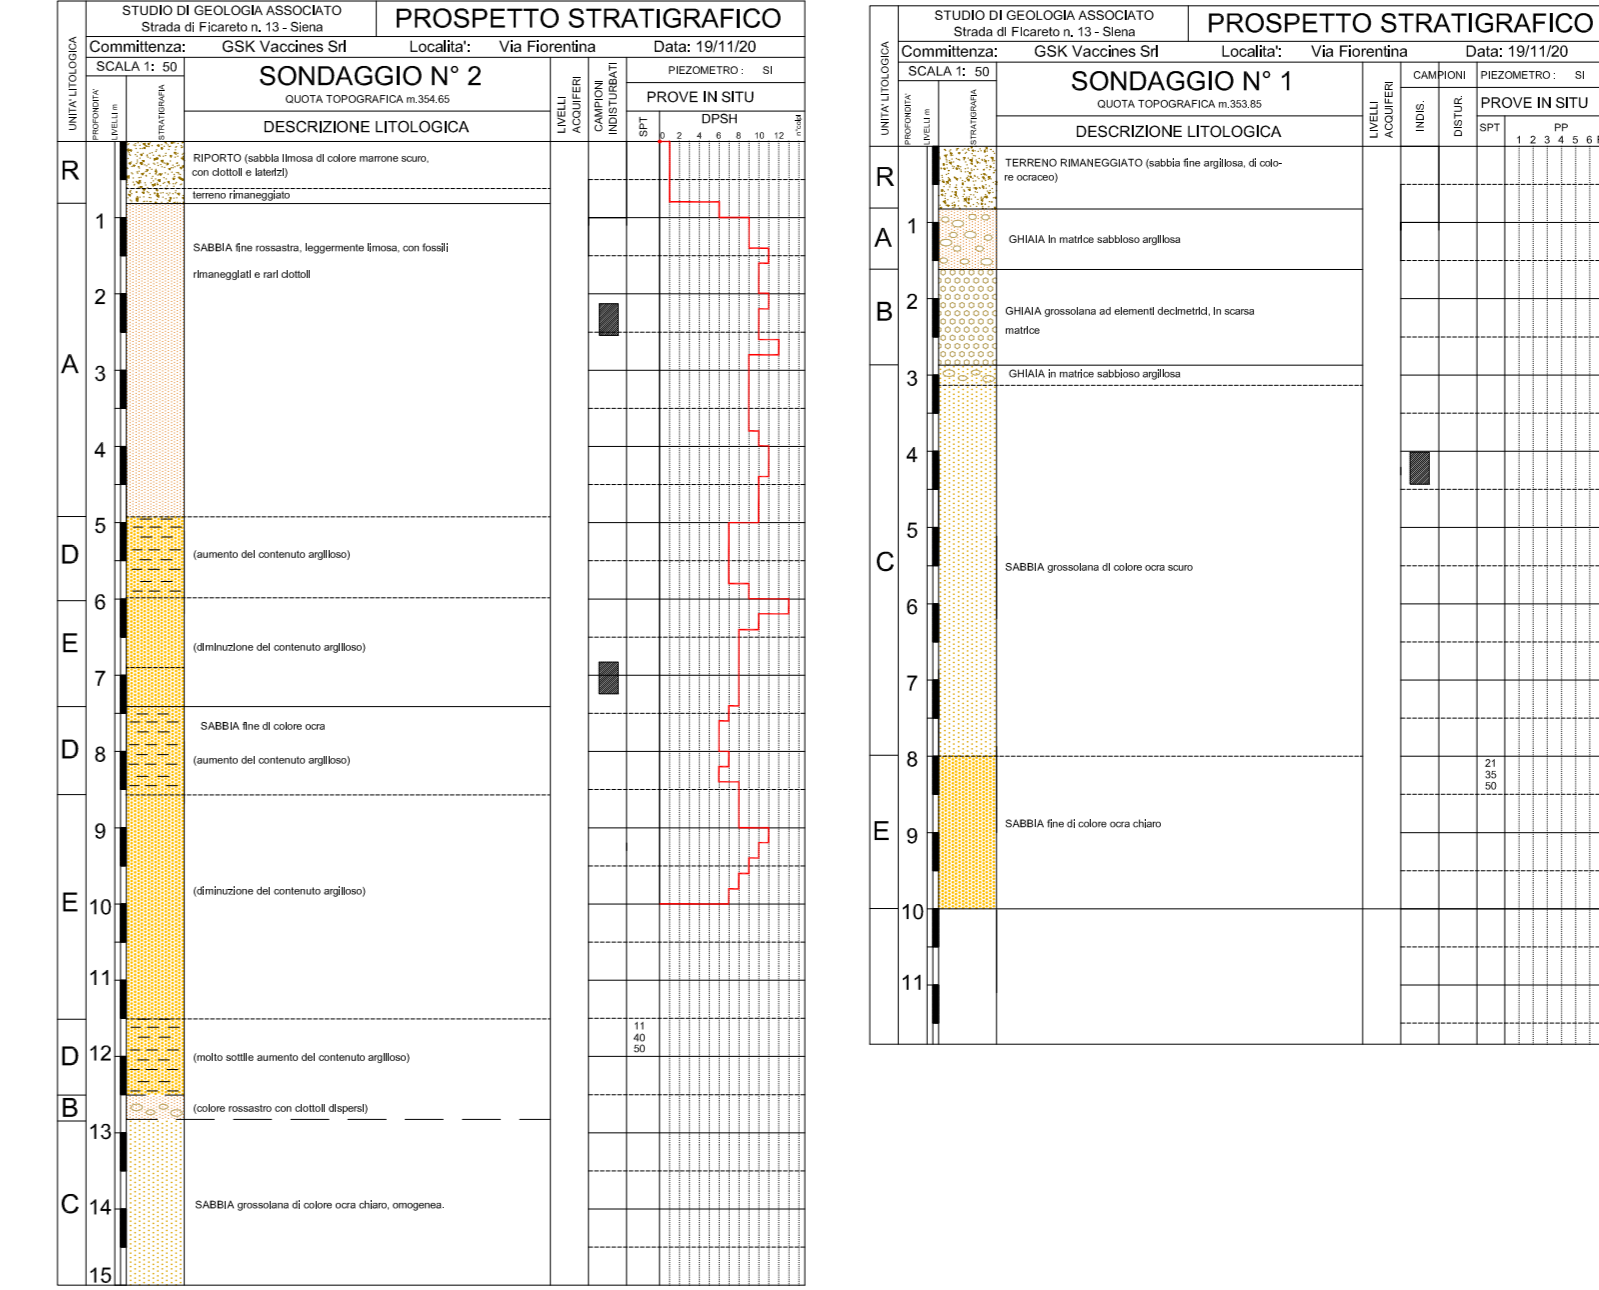 STUDIO DI GEOLOGIA ASSOCIATO
Strada di Ficareto n. 13 - Siena
PROSPETTO STRATIGRAFICO
Committenza: GSK Vaccines Srl Localita': Via Fiorentina Data: 19/11/20
UNITA' LITOLOGICA
SCALA 1: 50
PROFONDITA'
LIVELLI m
STRATIGRAFIA
SONDAGGIO N° 2
QUOTA TOPOGRAFICA m.354.65
DESCRIZIONE LITOLOGICA
LIVELLI
ACQUIFERI
CAMPIONI
INDISTURBATI
PIEZOMETRO : SI
PROVE IN SITU
SPT
DPSH
0 2 4 6 8 10 12 n°colpi
R
RIPORTO (sabbia limosa di colore marrone scuro,
con ciottoli e laterizi)
terreno rimaneggiato
1
SABBIA fine rossastra, leggermente limosa, con fossili
rimaneggiati e rari ciottoli
2
A
3
4
5
D
(aumento del contenuto argilloso)
6
E
(diminuzione del contenuto argilloso)
7
SABBIA fine di colore ocra
D
8
(aumento del contenuto argilloso)
9
(diminuzione del contenuto argilloso)
E
10
11
11
40
50
D
12
(molto sottile aumento del contenuto argilloso)
B
(colore rossastro con ciottoli dispersi)
13
C
14
SABBIA grossolana di colore ocra chiaro, omogenea.
15
STUDIO DI GEOLOGIA ASSOCIATO
Strada di Ficareto n. 13 - Siena
PROSPETTO STRATIGRAFICO
Committenza: GSK Vaccines Srl Localita': Via Fiorentina Data: 19/11/20
UNITA' LITOLOGICA
SCALA 1: 50
PROFONDITA'
LIVELLI m
STRATIGRAFIA
SONDAGGIO N° 1
QUOTA TOPOGRAFICA m.353.85
DESCRIZIONE LITOLOGICA
LIVELLI
ACQUIFERI
CAMPIONI
INDIS.
DISTUR.
PIEZOMETRO : SI
PROVE IN SITU
SPT
PP
1 2 3 4 5 6
R
TERRENO RIMANEGGIATO (sabbia fine argillosa, di colo-
re ocraceo)
1
A
GHIAIA in matrice sabbioso argillosa
2
B
GHIAIA grossolana ad elementi decimetrici, in scarsa
matrice
3
GHIAIA in matrice sabbioso argillosa
4
5
C
SABBIA grossolana di colore ocra scuro
6
7
8
21
35
50
E
9
SABBIA fine di colore ocra chiaro
10
11